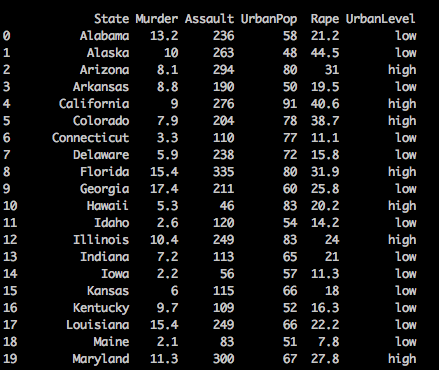 State Murder Assault UrbanPop Rape UrbanLevel
0 Alabama 13.2 236 58 21.2 low
1 Alaska 10 263 48 44.5 low
2 Arizona 8.1 294 80 31 high
3 Arkansas 8.8 190 50 19.5 low
4 California 9 276 91 40.6 high
5 Colorado 7.9 204 78 38.7 high
6 Connecticut 3.3 110 77 11.1 low
7 Delaware 5.9 238 72 15.8 low
8 Florida 15.4 335 80 31.9 high
9 Georgia 17.4 211 60 25.8 low
10 Hawaii 5.3 46 83 20.2 high
11 Idaho 2.6 120 54 14.2 low
12 Illinois 10.4 249 83 24 high
13 Indiana 7.2 113 65 21 low
14 Iowa 2.2 56 57 11.3 low
15 Kansas 6 115 66 18 low
16 Kentucky 9.7 109 52 16.3 low
17 Louisiana 15.4 249 66 22.2 low
18 Maine 2.1 83 51 7.8 low
19 Maryland 11.3 300 67 27.8 high